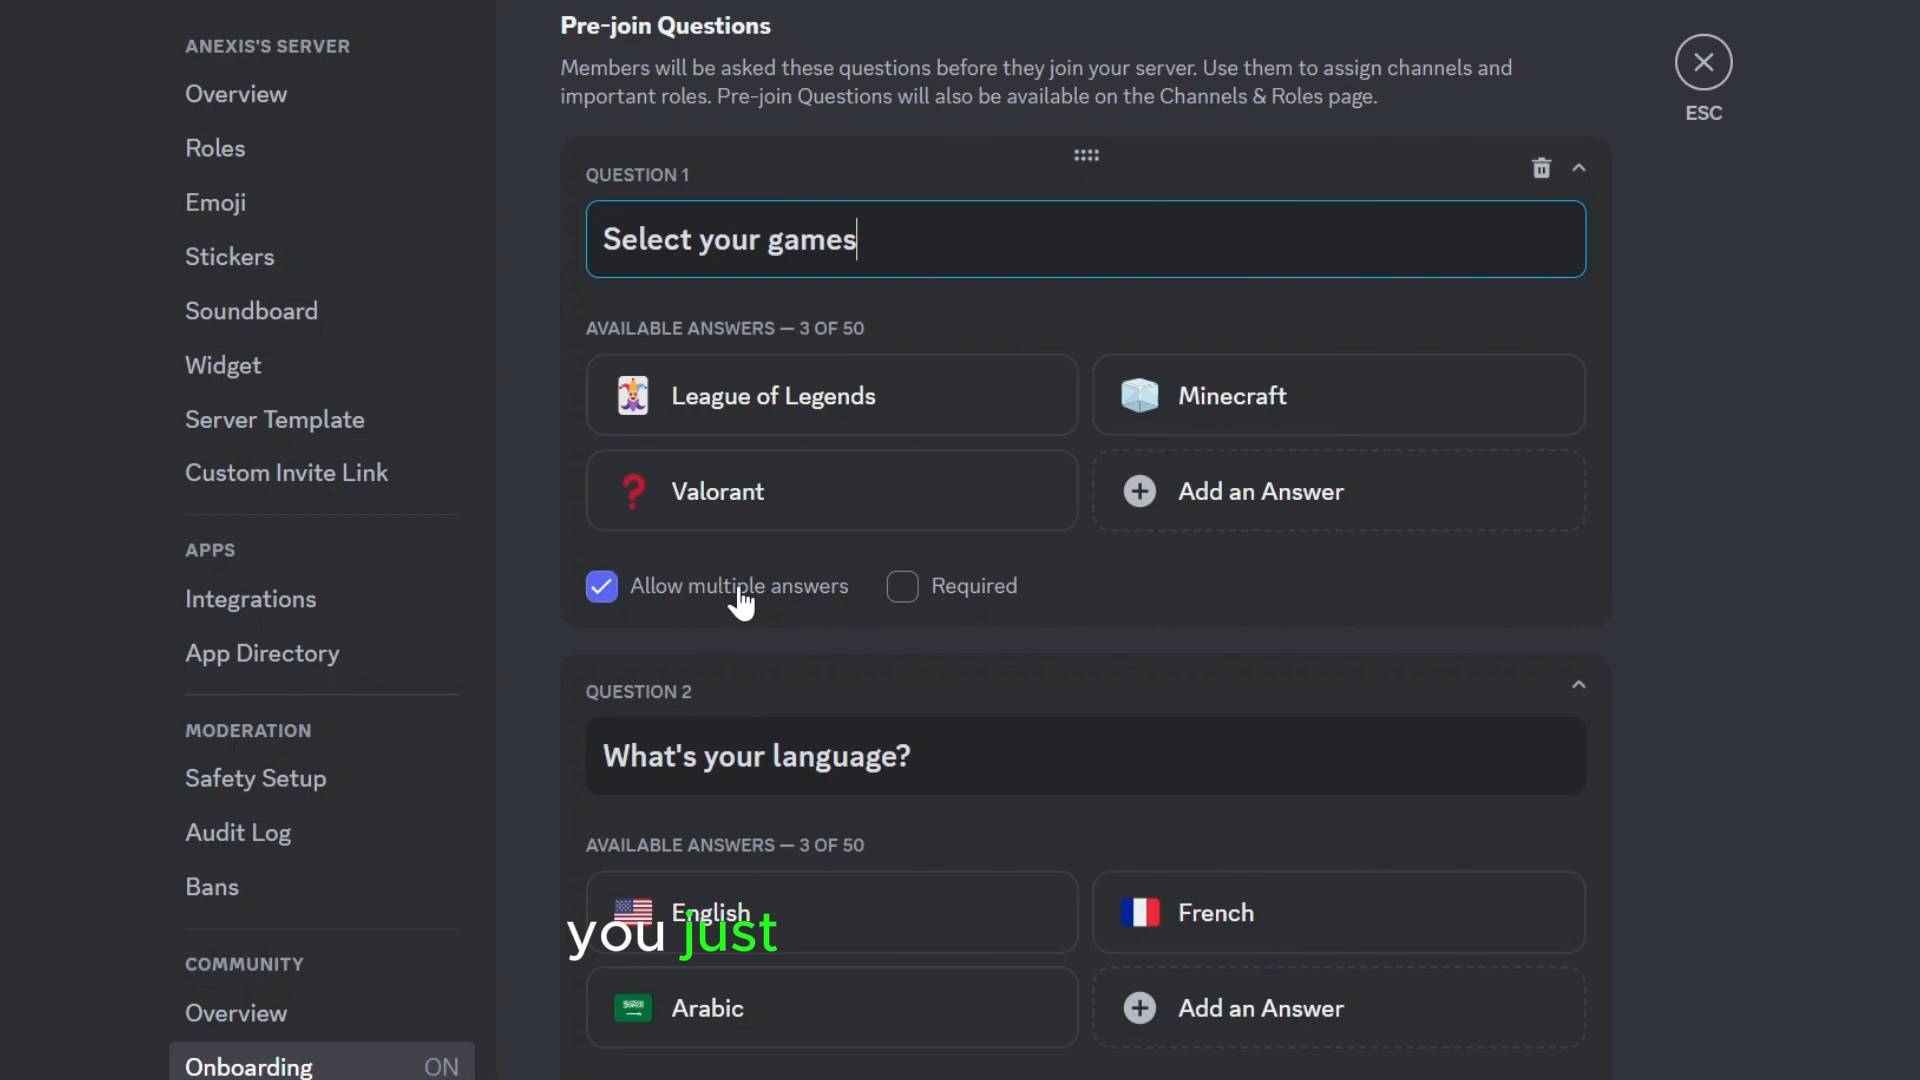 ANEXIS'S SERVER
Overview
Roles
Emoji
Stickers
Soundboard
Widget
Server Template
Custom Invite Link
APPS
Integrations
App Directory
MODERATION
Safety Setup
Audit Log
Bans
COMMUNITY
Overview
Onboarding ON
Pre-join Questions
Members will be asked these questions before they join your server. Use them to assign channels and
important roles. Pre-join Questions will also be available on the Channels & Roles page.
QUESTION 1
Select your games
AVAILABLE ANSWERS — 3 OF 50
League of Legends
Minecraft
Valorant
Add an Answer
Allow multiple answers
Required
QUESTION 2
What's your language?
AVAILABLE ANSWERS — 3 OF 50
English
French
you just
Arabic
Add an Answer
ESC